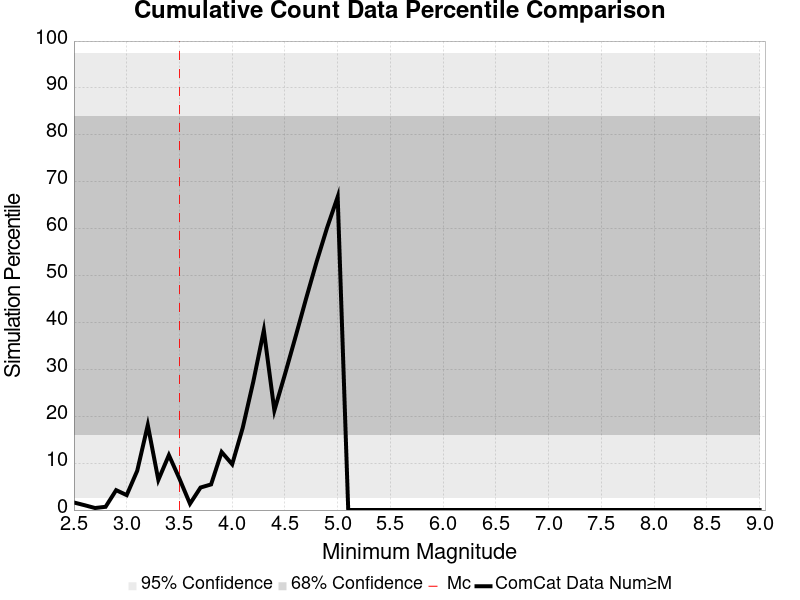 Cumulative Count Data Percentile Comparison
100
90
80
70
60
50
40
30
20
10
0
Simulation Percentile
2.5 3.0 3.5 4.0 4.5 5.0 5.5 6.0 6.5 7.0 7.5 8.0 8.5 9.0
Minimum Magnitude
95% Confidence 68% Confidence Mc ComCat Data Num≥M